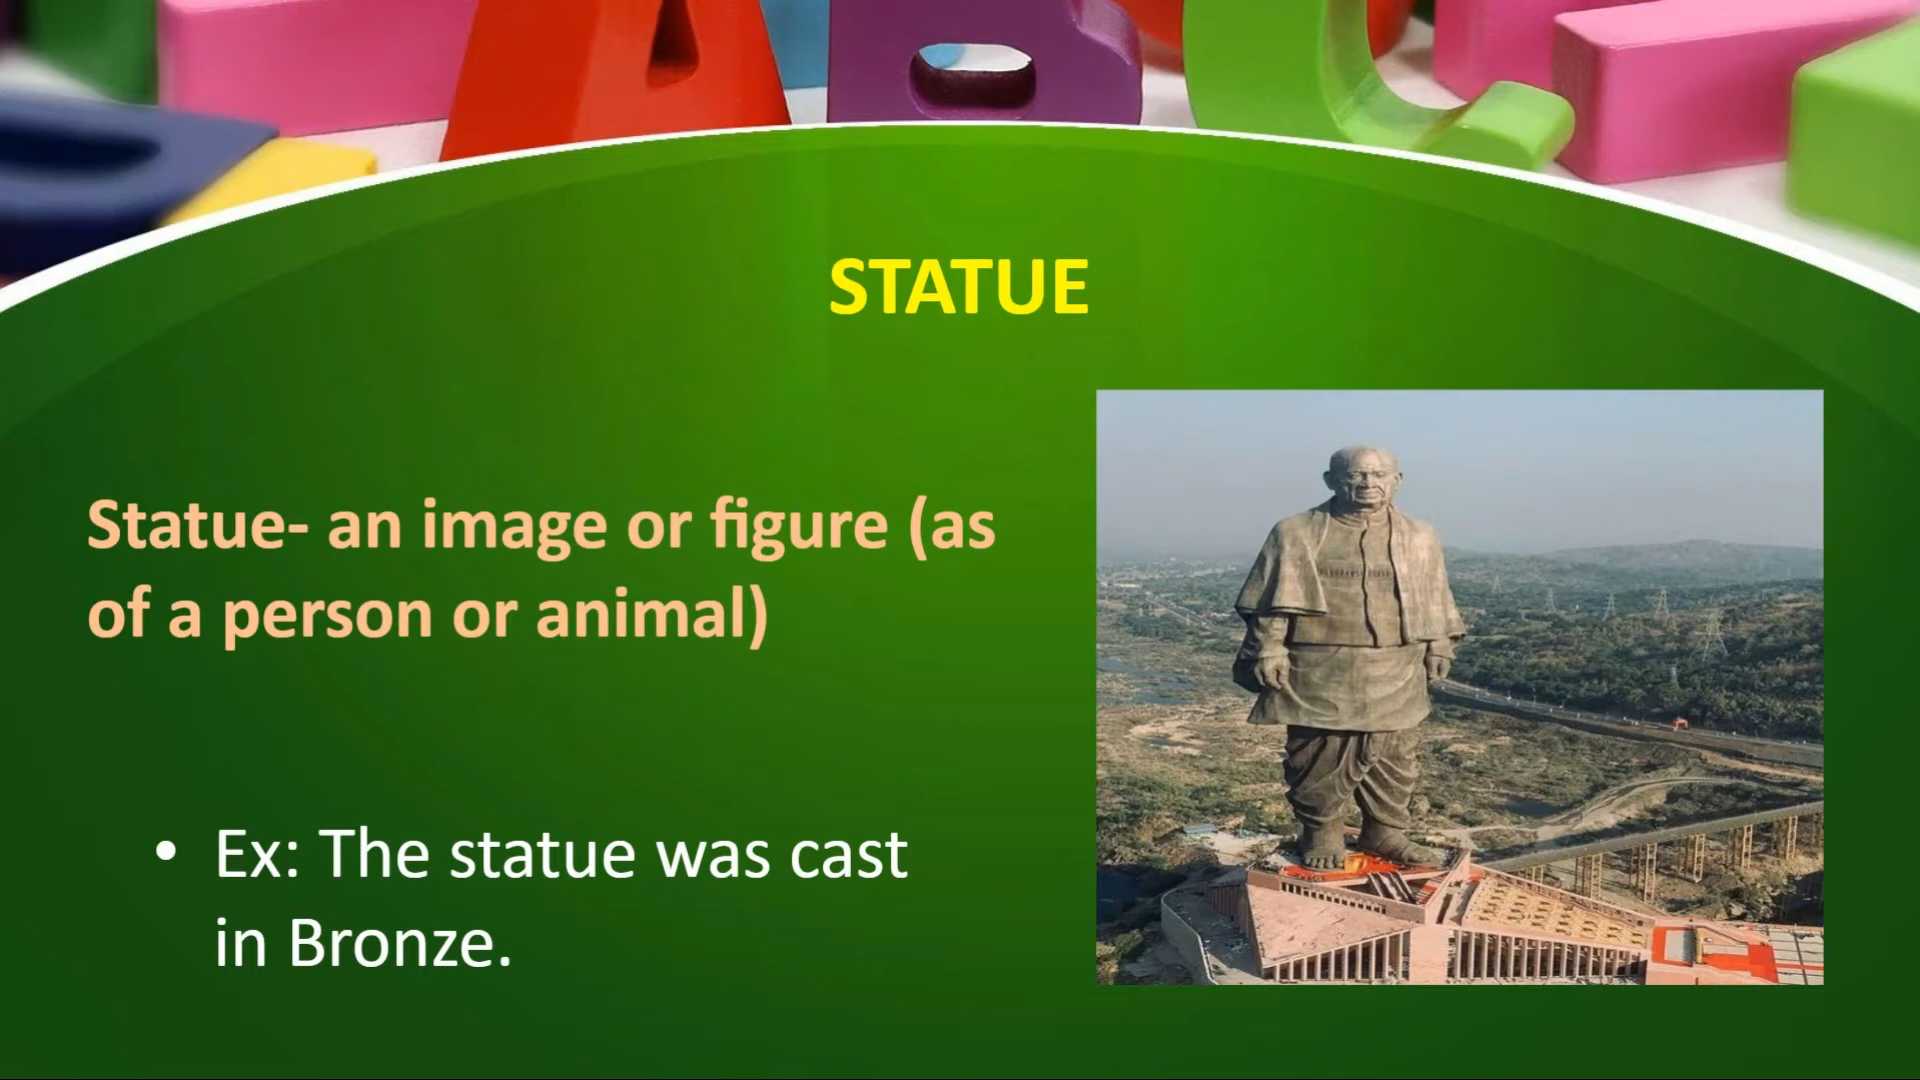 STATUE
Statue- an image or figure (as
of a person or animal)
• Ex: The statue was cast
in Bronze.